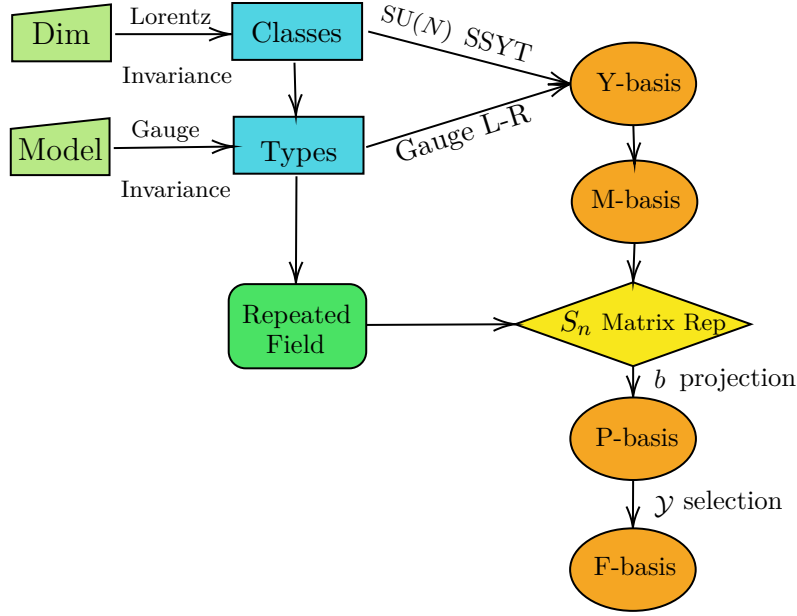 Dim
Lorentz
Invariance
Classes
SU(N) SSYT
Y-basis
Model
Gauge
Invariance
Types
Gauge L-R
M-basis
Repeated
Field
S_n Matrix Rep
b projection
P-basis
𝒴 selection
F-basis